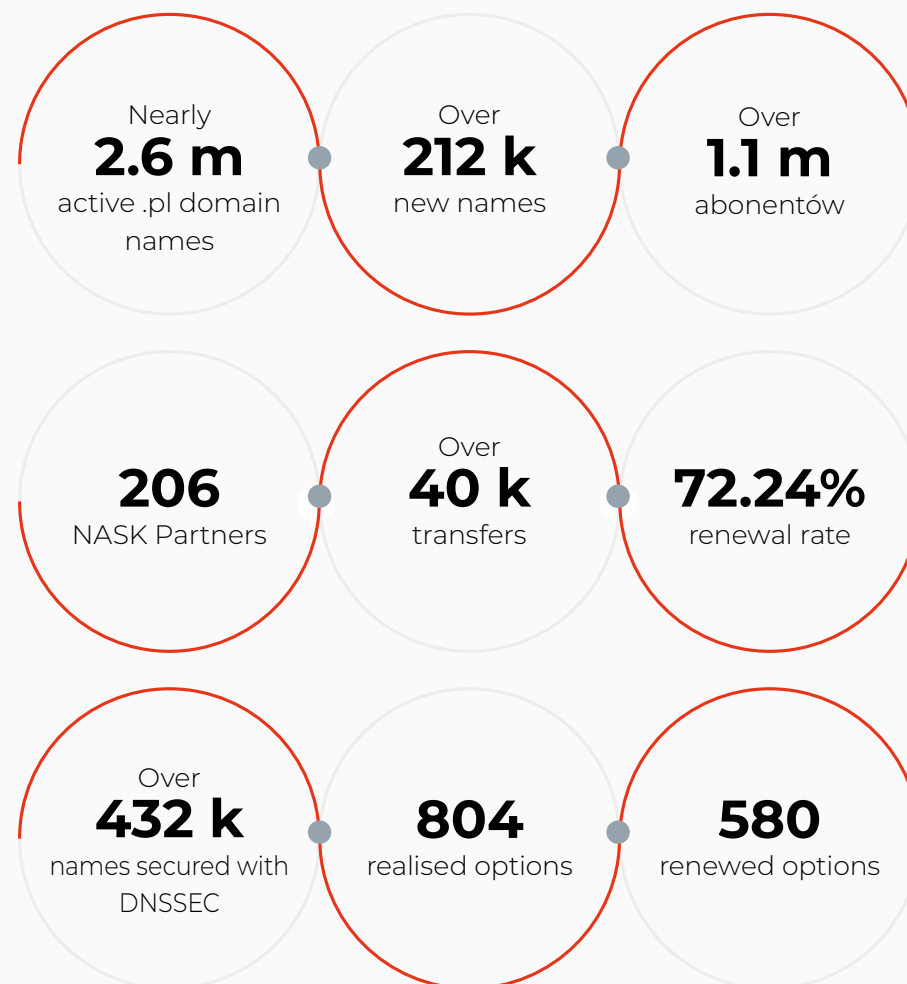 Nearly
2.6 m
active .pl domain
names
Over
212 k
new names
Over
1.1 m
abonentów
206
NASK Partners
Over
40 k
transfers
72.24%
renewal rate
Over
432 k
names secured with
DNSSEC
804
realised options
580
renewed options